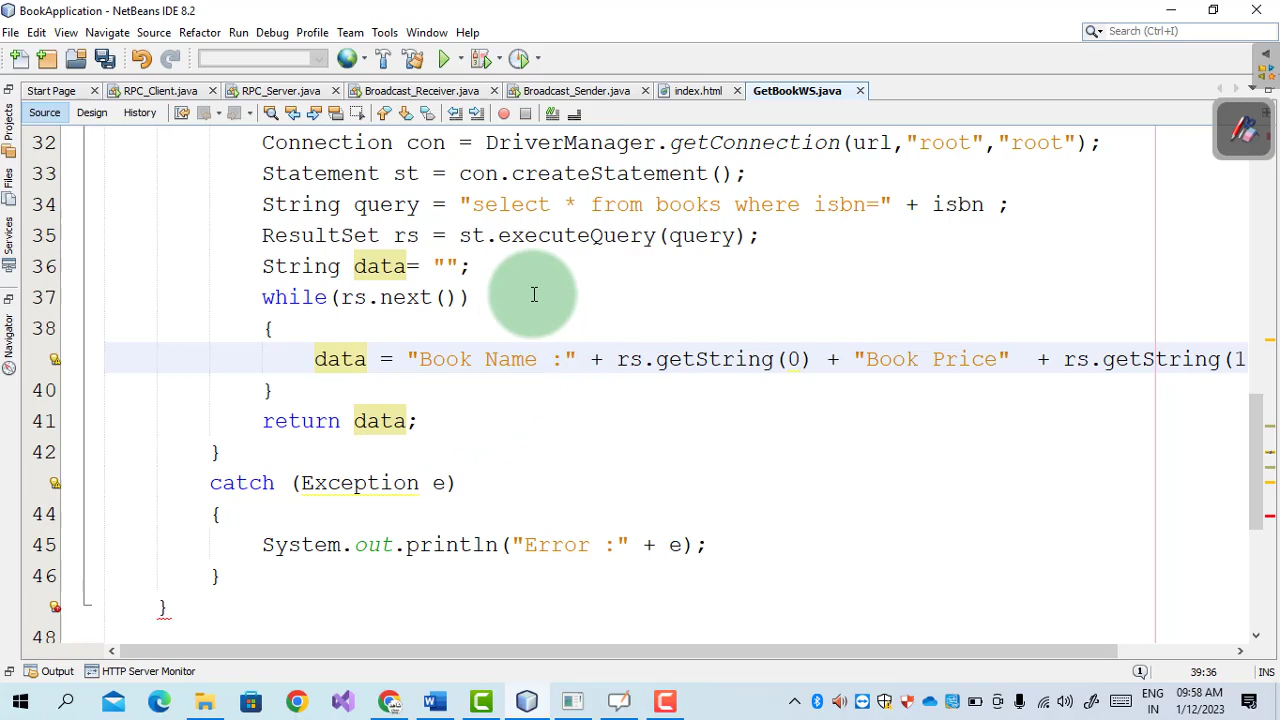 BookApplication - NetBeans IDE 8.2
File Edit View Navigate Source Refactor Run Debug Profile Team Tools Window Help
Search (Ctrl+I)
Start Page RPC_Client.java RPC_Server.java Broadcast_Receiver.java Broadcast_Sender.java index.html GetBookWS.java
Source Design History
Projects
Files
Services
Navigator
32 Connection con = DriverManager.getConnection(url,"root","root");
33 Statement st = con.createStatement();
34 String query = "select * from books where isbn=" + isbn ;
35 ResultSet rs = st.executeQuery(query);
36 String data= "";
37 while(rs.next())
38 {
data = "Book Name :" + rs.getString(0) + "Book Price" + rs.getString(1
40 }
41 return data;
42 }
catch (Exception e)
44 {
45 System.out.println("Error :" + e);
46 }
}
48
Output HTTP Server Monitor
39:36 INS
ENG 09:58 AM
IN 1/12/2023